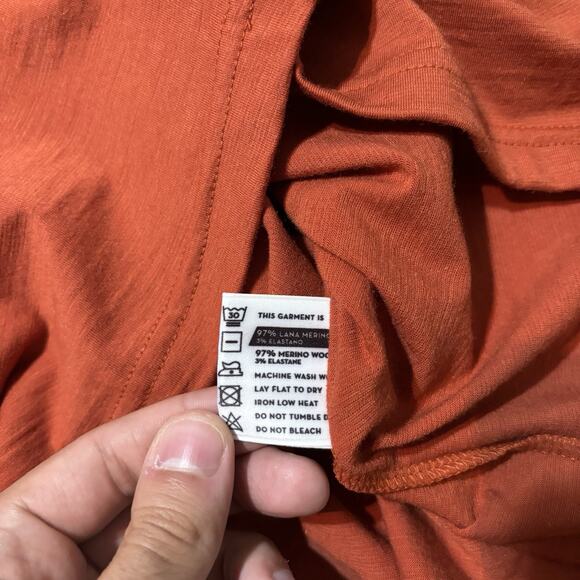 30
THIS GARMENT IS
97% LANA MERINO
3% ELASTANO
97% MERINO WOO
3% ELASTANE
MACHINE WASH W
LAY FLAT TO DRY
IRON LOW HEAT
DO NOT TUMBLE D
DO NOT BLEACH